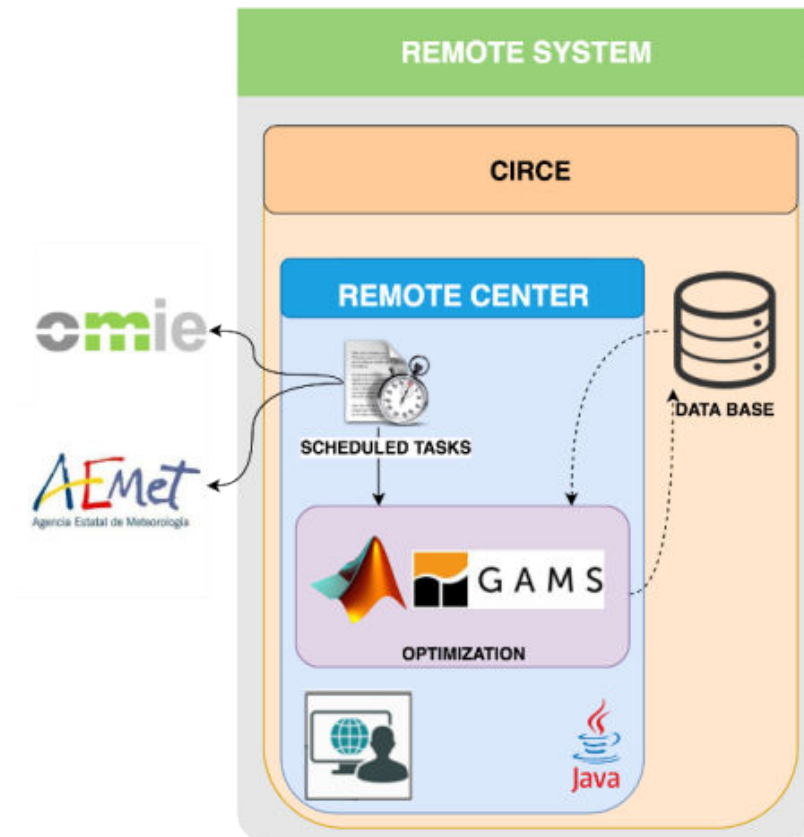 REMOTE SYSTEM
CIRCE
REMOTE CENTER
omie
SCHEDULED TASKS
DATA BASE
AEMet
Agencia Estatal de Meteorología
GAMS
OPTIMIZATION
Java